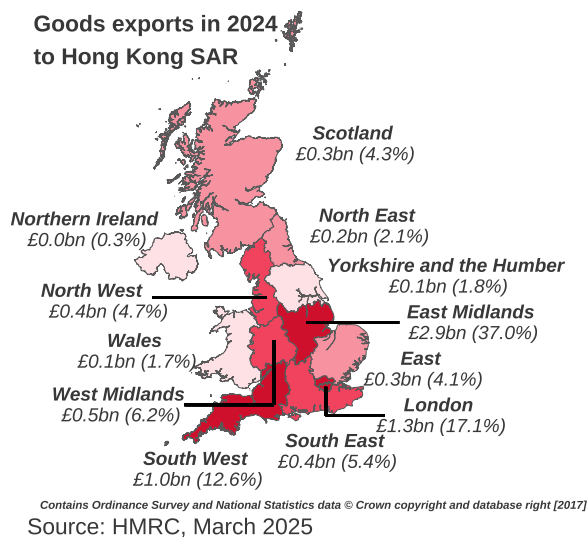 Goods exports in 2024
to Hong Kong SAR
Scotland
£0.3bn (4.3%)
Northern Ireland
£0.0bn (0.3%)
North East
£0.2bn (2.1%)
Yorkshire and the Humber
£0.1bn (1.8%)
North West
£0.4bn (4.7%)
East Midlands
£2.9bn (37.0%)
Wales
£0.1bn (1.7%)
East
£0.3bn (4.1%)
West Midlands
£0.5bn (6.2%)
London
£1.3bn (17.1%)
South East
£0.4bn (5.4%)
South West
£1.0bn (12.6%)
Contains Ordinance Survey and National Statistics data © Crown copyright and database right [2017]
Source: HMRC, March 2025